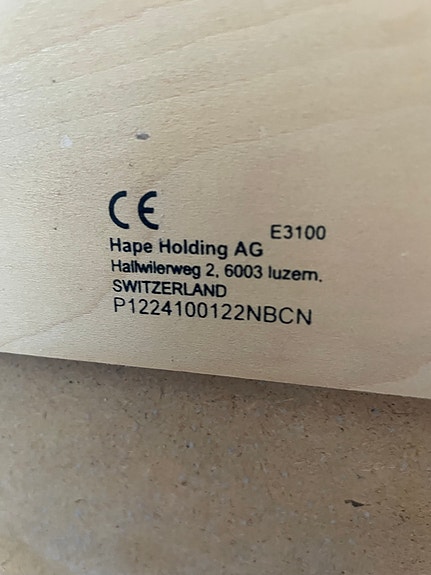 CE
E3100
Hape Holding AG
Hallwilerweg 2, 6003 luzern,
SWITZERLAND
P1224100122NBCN